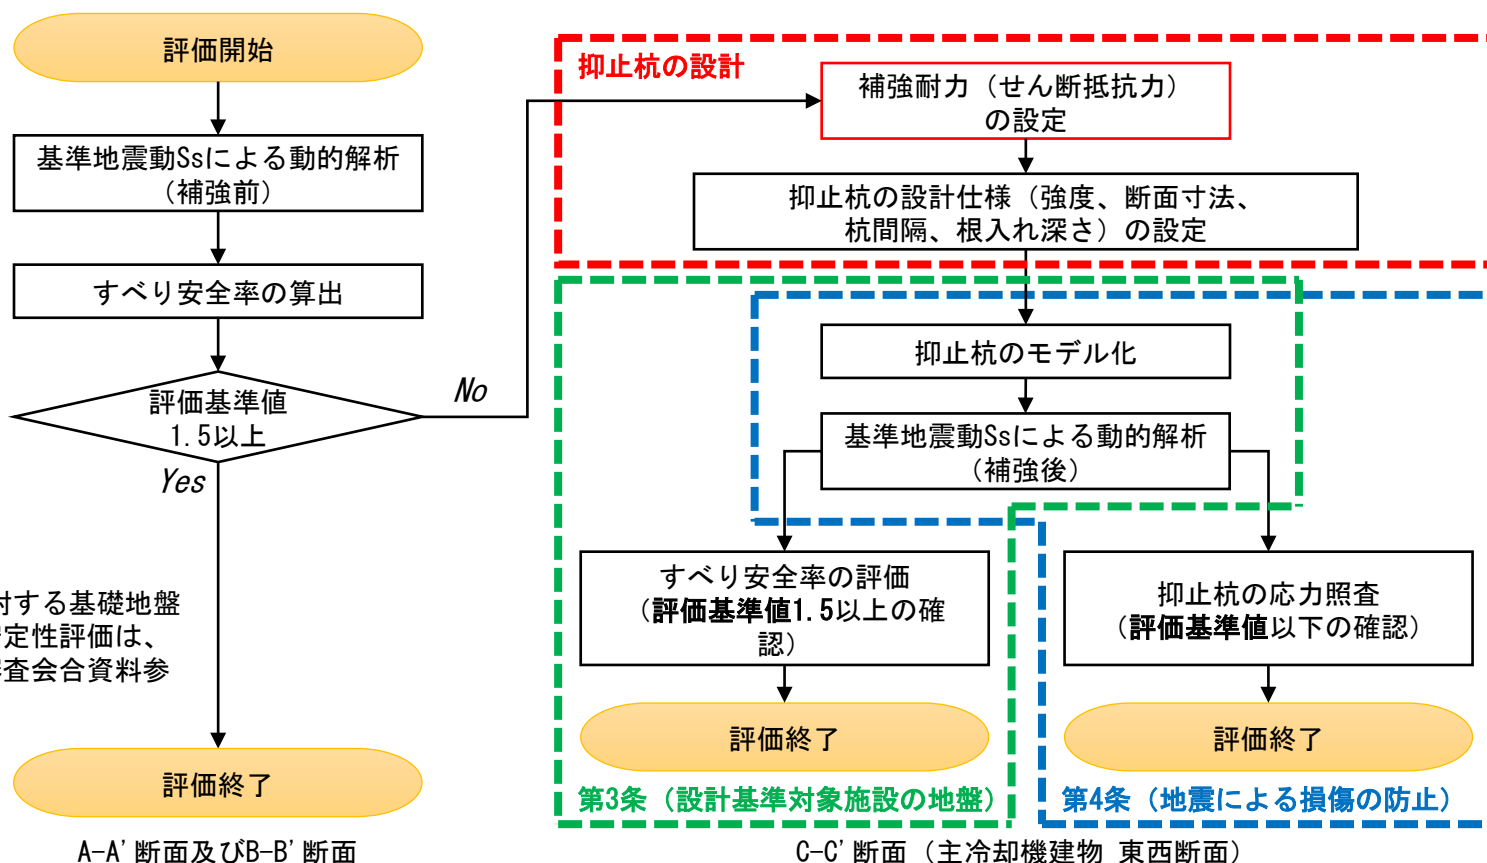 評価開始
基準地震動Ssによる動的解析
（補強前）
すべり安全率の算出
評価基準値
1.5以上
No
Yes
対する基礎地盤
安定性評価は、
審査会合資料参
評価終了
A-A'断面及びB-B'断面
抑止杭の設計
補強耐力（せん断抵抗力）
の設定
抑止杭の設計仕様（強度、断面寸法、
杭間隔、根入れ深さ）の設定
抑止杭のモデル化
基準地震動Ssによる動的解析
（補強後）
すべり安全率の評価
（評価基準値1.5以上の確
認）
評価終了
第3条（設計基準対象施設の地盤）
抑止杭の応力照査
（評価基準値以下の確認）
評価終了
第4条（地震による損傷の防止）
C-C'断面（主冷却機建物 東西断面）